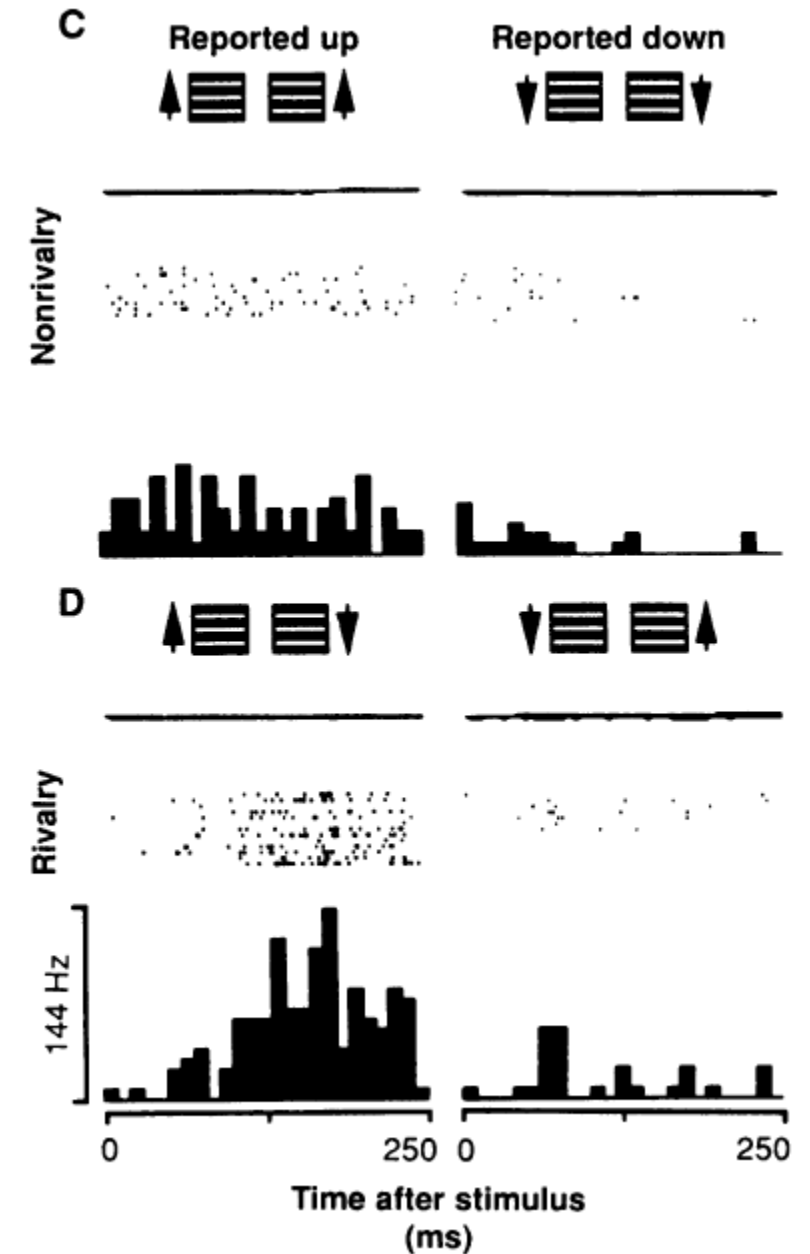 C
Reported up Reported down
Nonrivalry
D
Rivalry
144 Hz
0 250 0 250
Time after stimulus
(ms)